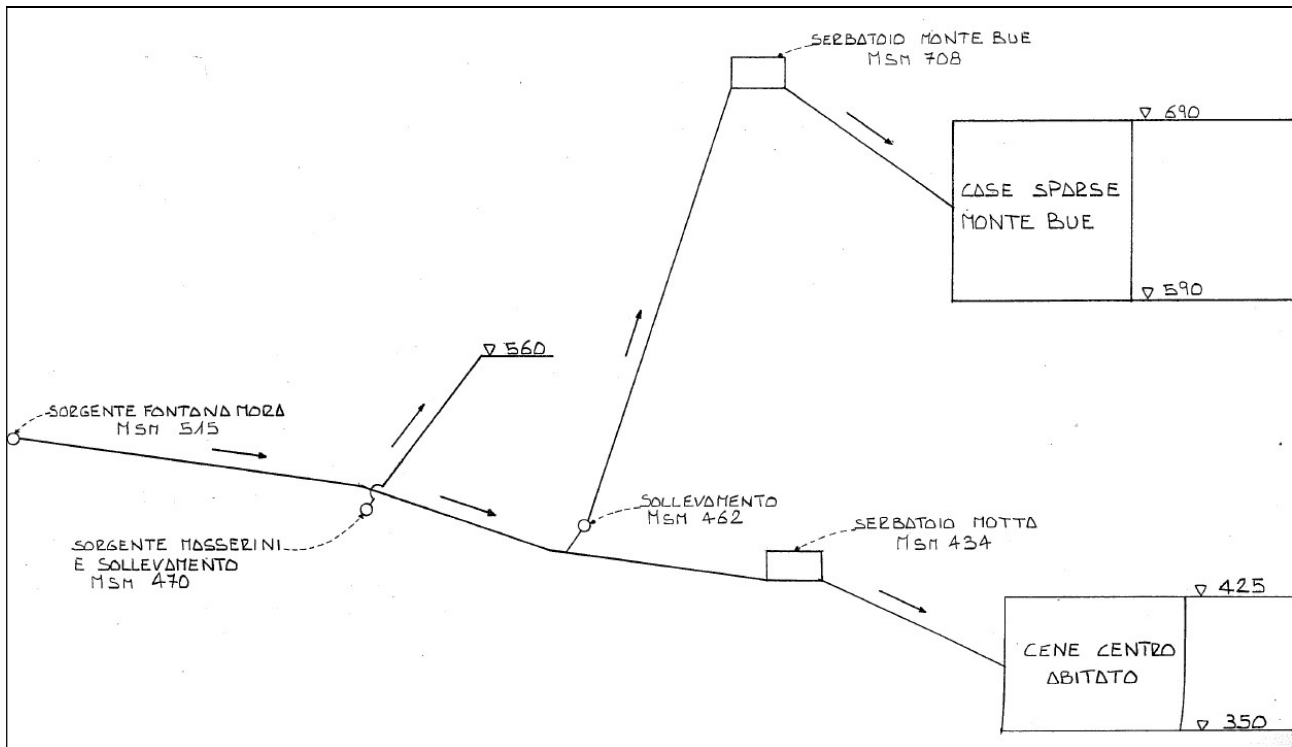 SERBATOIO MONTE BUE
MSM 708
▽ 690
CASE SPARSE
MONTE BUE
▽ 590
▽ 560
SORGENTE FONTANA MORA
MSM 515
SOLLEVAMENTO
MSM 462
SERBATOIO MOTTA
MSM 434
SORGENTE MASSERINI
E SOLLEVAMENTO
MSM 470
▽ 425
CENE CENTRO
ABITATO
▽ 350